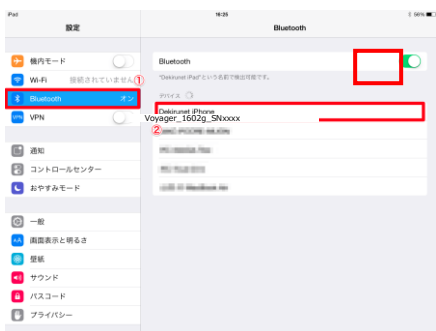 iPad
16:25
56%
設定
Bluetooth
機内モード
Wi-Fi
接続されていません
①
Bluetooth
オン
VPN
VPN
通知
コントロールセンター
おやすみモード
一般
AA
画面表示と明るさ
壁紙
サウンド
パスコード
プライバシー
Bluetooth
"Dekirunet iPad"という名前で検出可能です。
デバイス
Dekirunet iPhone
Voyager_1602g_SNxxxx
②